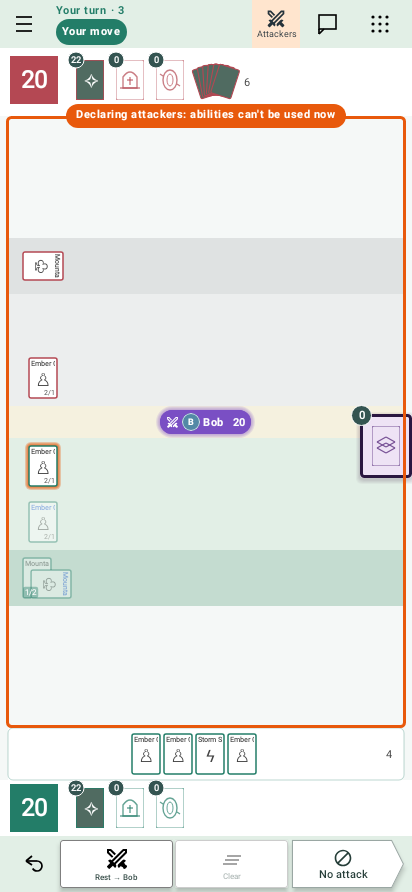 Your turn · 3
Your move
Attackers
20
22
0
0
6
Declaring attackers: abilities can't be used now
Mounta
Ember (
2/1
B Bob 20
0
Ember (
2/1
Ember (
2/1
Mounta
Mounta
1/2
Ember (
Ember (
Storm S
Ember (
4
20
22
0
0
Rest → Bob
Clear
No attack